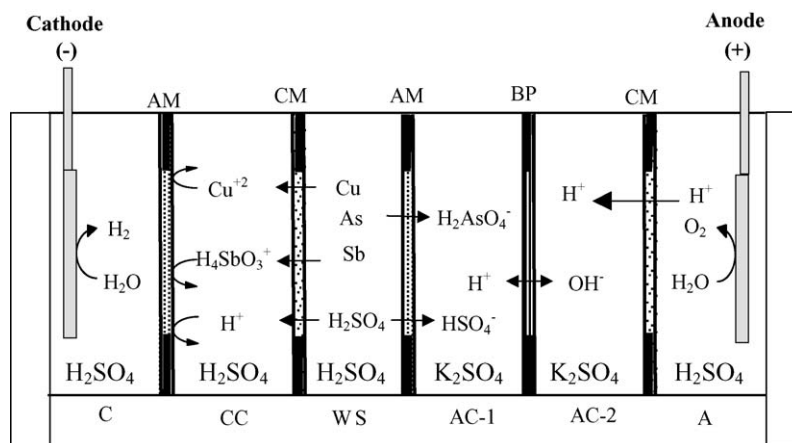 Cathode
(-)
Anode
(+)
AM
CM
AM
BP
CM
Cu+2
Cu
As
H2AsO4-
H+
H+
H2
H4SbO3+
Sb
O2
H2O
H+
OH-
H2O
H+
H2SO4
HSO4-
H2SO4
H2SO4
H2SO4
K2SO4
K2SO4
H2SO4
C
CC
WS
AC-1
AC-2
A